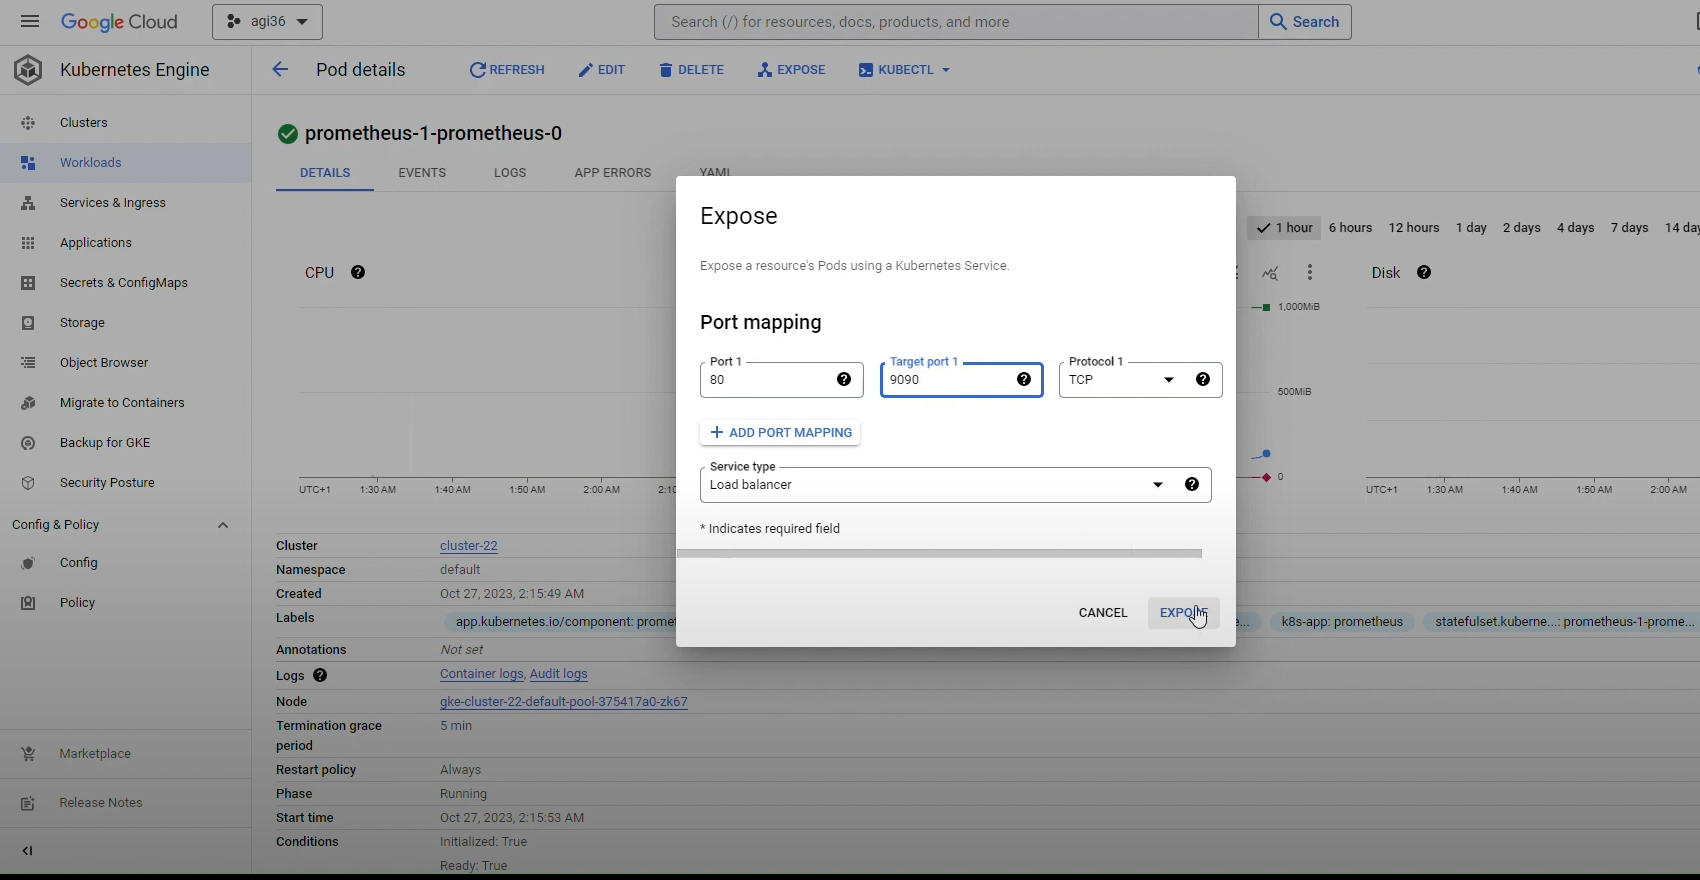 Google Cloud
agi36
Search (/) for resources, docs, products, and more
Search
Kubernetes Engine
Pod details
REFRESH
EDIT
DELETE
EXPOSE
KUBECTL
Clusters
Workloads
Services & Ingress
Applications
Secrets & ConfigMaps
Storage
Object Browser
Migrate to Containers
Backup for GKE
Security Posture
Config & Policy
Config
Policy
Marketplace
Release Notes
prometheus-1-prometheus-0
DETAILS
EVENTS
LOGS
APP ERRORS
YAML
1 hour
6 hours
12 hours
1 day
2 days
4 days
7 days
14 day
CPU
UTC+1
1:30 AM
1:40 AM
1:50 AM
2:00 AM
2:10
1,000MiB
500MiB
0
Disk
UTC+1
1:30 AM
1:40 AM
1:50 AM
2:00 AM
Expose
Expose a resource's Pods using a Kubernetes Service.
Port mapping
Port 1
80
Target port 1
9090
Protocol 1
TCP
ADD PORT MAPPING
Service type
Load balancer
* Indicates required field
CANCEL
EXPOSE
Cluster
cluster-22
Namespace
default
Created
Oct 27, 2023, 2:15:49 AM
Labels
app.kubernetes.io/component: promet
e...
k8s-app: prometheus
statefulset.kuberne...: prometheus-1-prome...
Annotations
Not set
Logs
Container logs, Audit logs
Node
gke-cluster-22-default-pool-375417a0-zk67
Termination grace
period
5 min
Restart policy
Always
Phase
Running
Start time
Oct 27, 2023, 2:15:53 AM
Conditions
Initialized: True
Ready: True